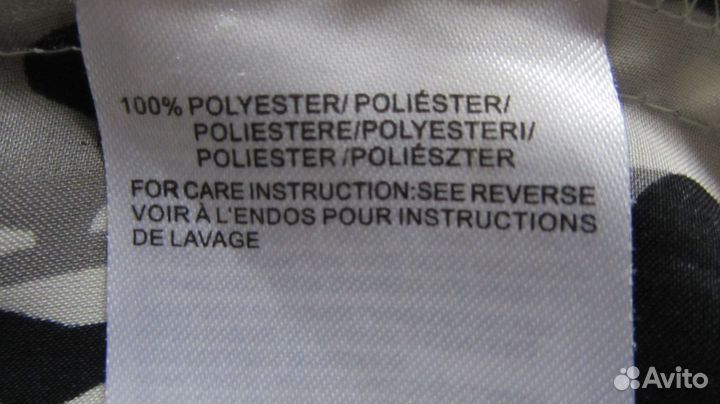 100% POLYESTER/ POLIÉSTER/
POLIESTERE/POLYESTERI/
POLIESTER /POLIÉSZTER
FOR CARE INSTRUCTION:SEE REVERSE
VOIR À L'ENDOS POUR INSTRUCTIONS
DE LAVAGE
Avito